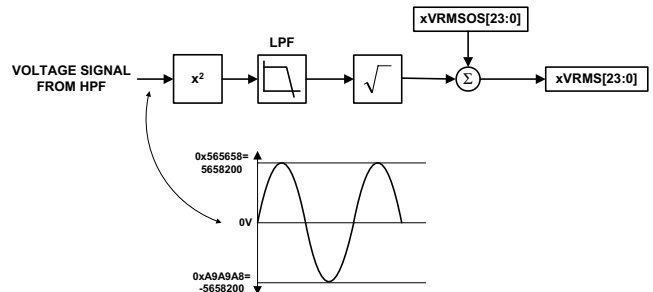 xVRMSOS[23:0]
LPF
VOLTAGE SIGNAL
FROM HPF
x²
√
Σ
xVRMS[23:0]
0x565658=
5658200
0V
0xA9A9A8=
-5658200